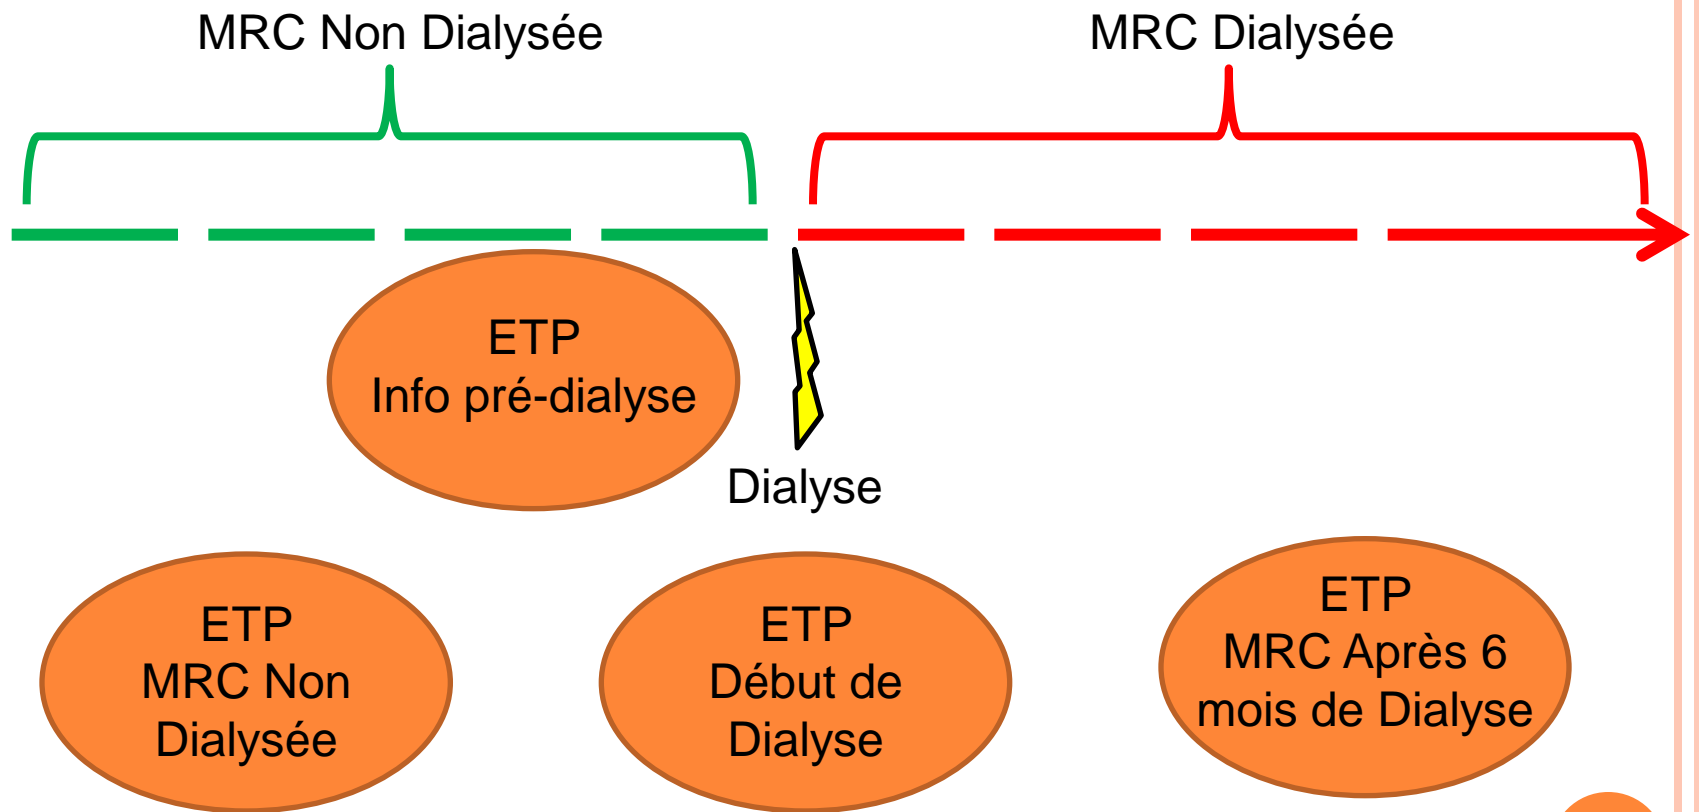 MRC Non Dialysée
MRC Dialysée
ETP
Info pré-dialyse
Dialyse
ETP
MRC Non
Dialysée
ETP
Début de
Dialyse
ETP
MRC Après 6
mois de Dialyse